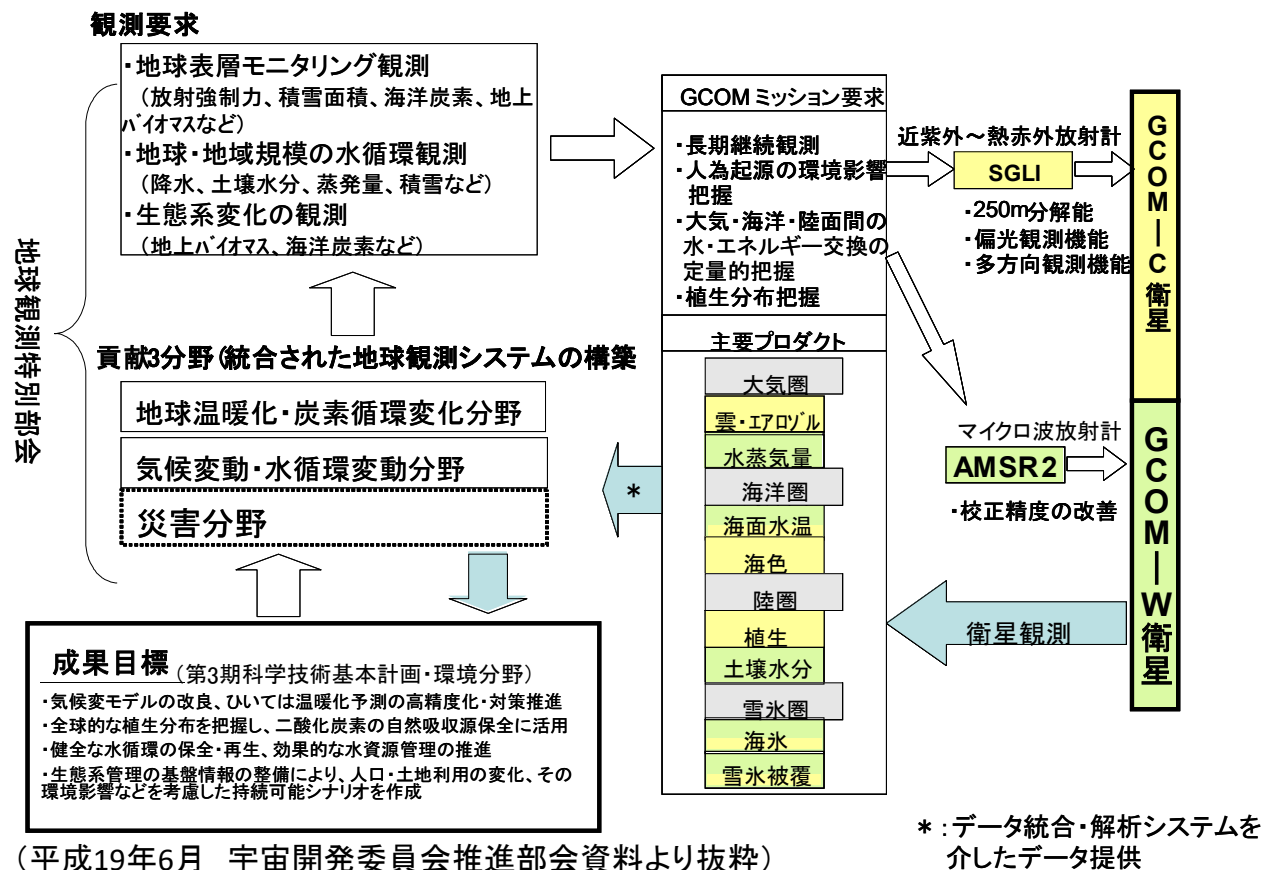 観測要求
・地球表層モニタリング観測
（放射強制力、積雪面積、海洋炭素、地上
バイオマスなど）
・地球・地域規模の水循環観測
（降水、土壌水分、蒸発量、積雪など）
・生態系変化の観測
（地上バイオマス、海洋炭素など）
地球観測特別部会
貢献3分野（統合された地球観測システムの構築
地球温暖化・炭素循環変化分野
気候変動・水循環変動分野
災害分野
成果目標（第3期科学技術基本計画・環境分野）
・気候変モデルの改良、ひいては温暖化予測の高精度化・対策推進
・全球的な植生分布を把握し、二酸化炭素の自然吸収源保全に活用
・健全な水循環の保全・再生、効果的な水資源管理の推進
・生態系管理の基盤情報の整備により、人口・土地利用の変化、その
環境影響などを考慮した持続可能シナリオを作成
（平成19年6月　宇宙開発委員会推進部会資料より抜粋）
GCOMミッション要求
・長期継続観測
・人為起源の環境影響
把握
・大気・海洋・陸面間の
水・エネルギー交換の
定量的把握
・植生分布把握
主要プロダクト
大気圏
雲・エアロゾル
水蒸気量
海洋圏
海面水温
海色
陸圏
植生
土壌水分
雪氷圏
海氷
雪氷被覆
*
近紫外～熱赤外放射計
SGLI
・250m分解能
・偏光観測機能
・多方向観測機能
GCOM－C衛星
マイクロ波放射計
AMSR2
・校正精度の改善
GCOM－W衛星
衛星観測
*：データ統合・解析システムを
介したデータ提供